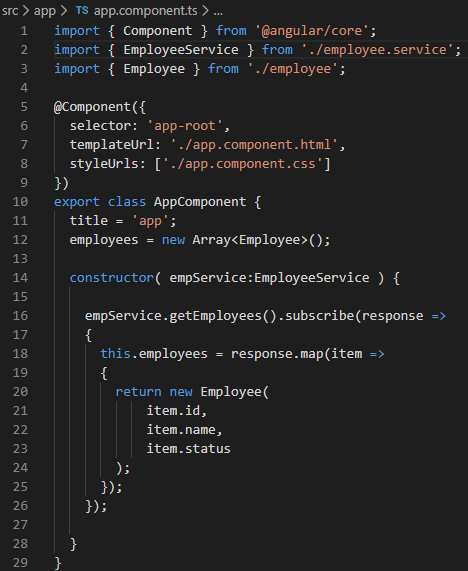 src > app > TS app.component.ts > ...
1 import { Component } from '@angular/core';
2 import { EmployeeService } from './employee.service';
3 import { Employee } from './employee';
4
5 @Component({
6   selector: 'app-root',
7   templateUrl: './app.component.html',
8   styleUrls: ['./app.component.css']
9 })
10 export class AppComponent {
11   title = 'app';
12   employees = new Array<Employee>();
13
14   constructor( empService:EmployeeService ) {
15
16     empService.getEmployees().subscribe(response =>
17     {
18       this.employees = response.map(item =>
19       {
20         return new Employee(
21             item.id,
22             item.name,
23             item.status
24         );
25       });
26     });
27
28   }
29 }